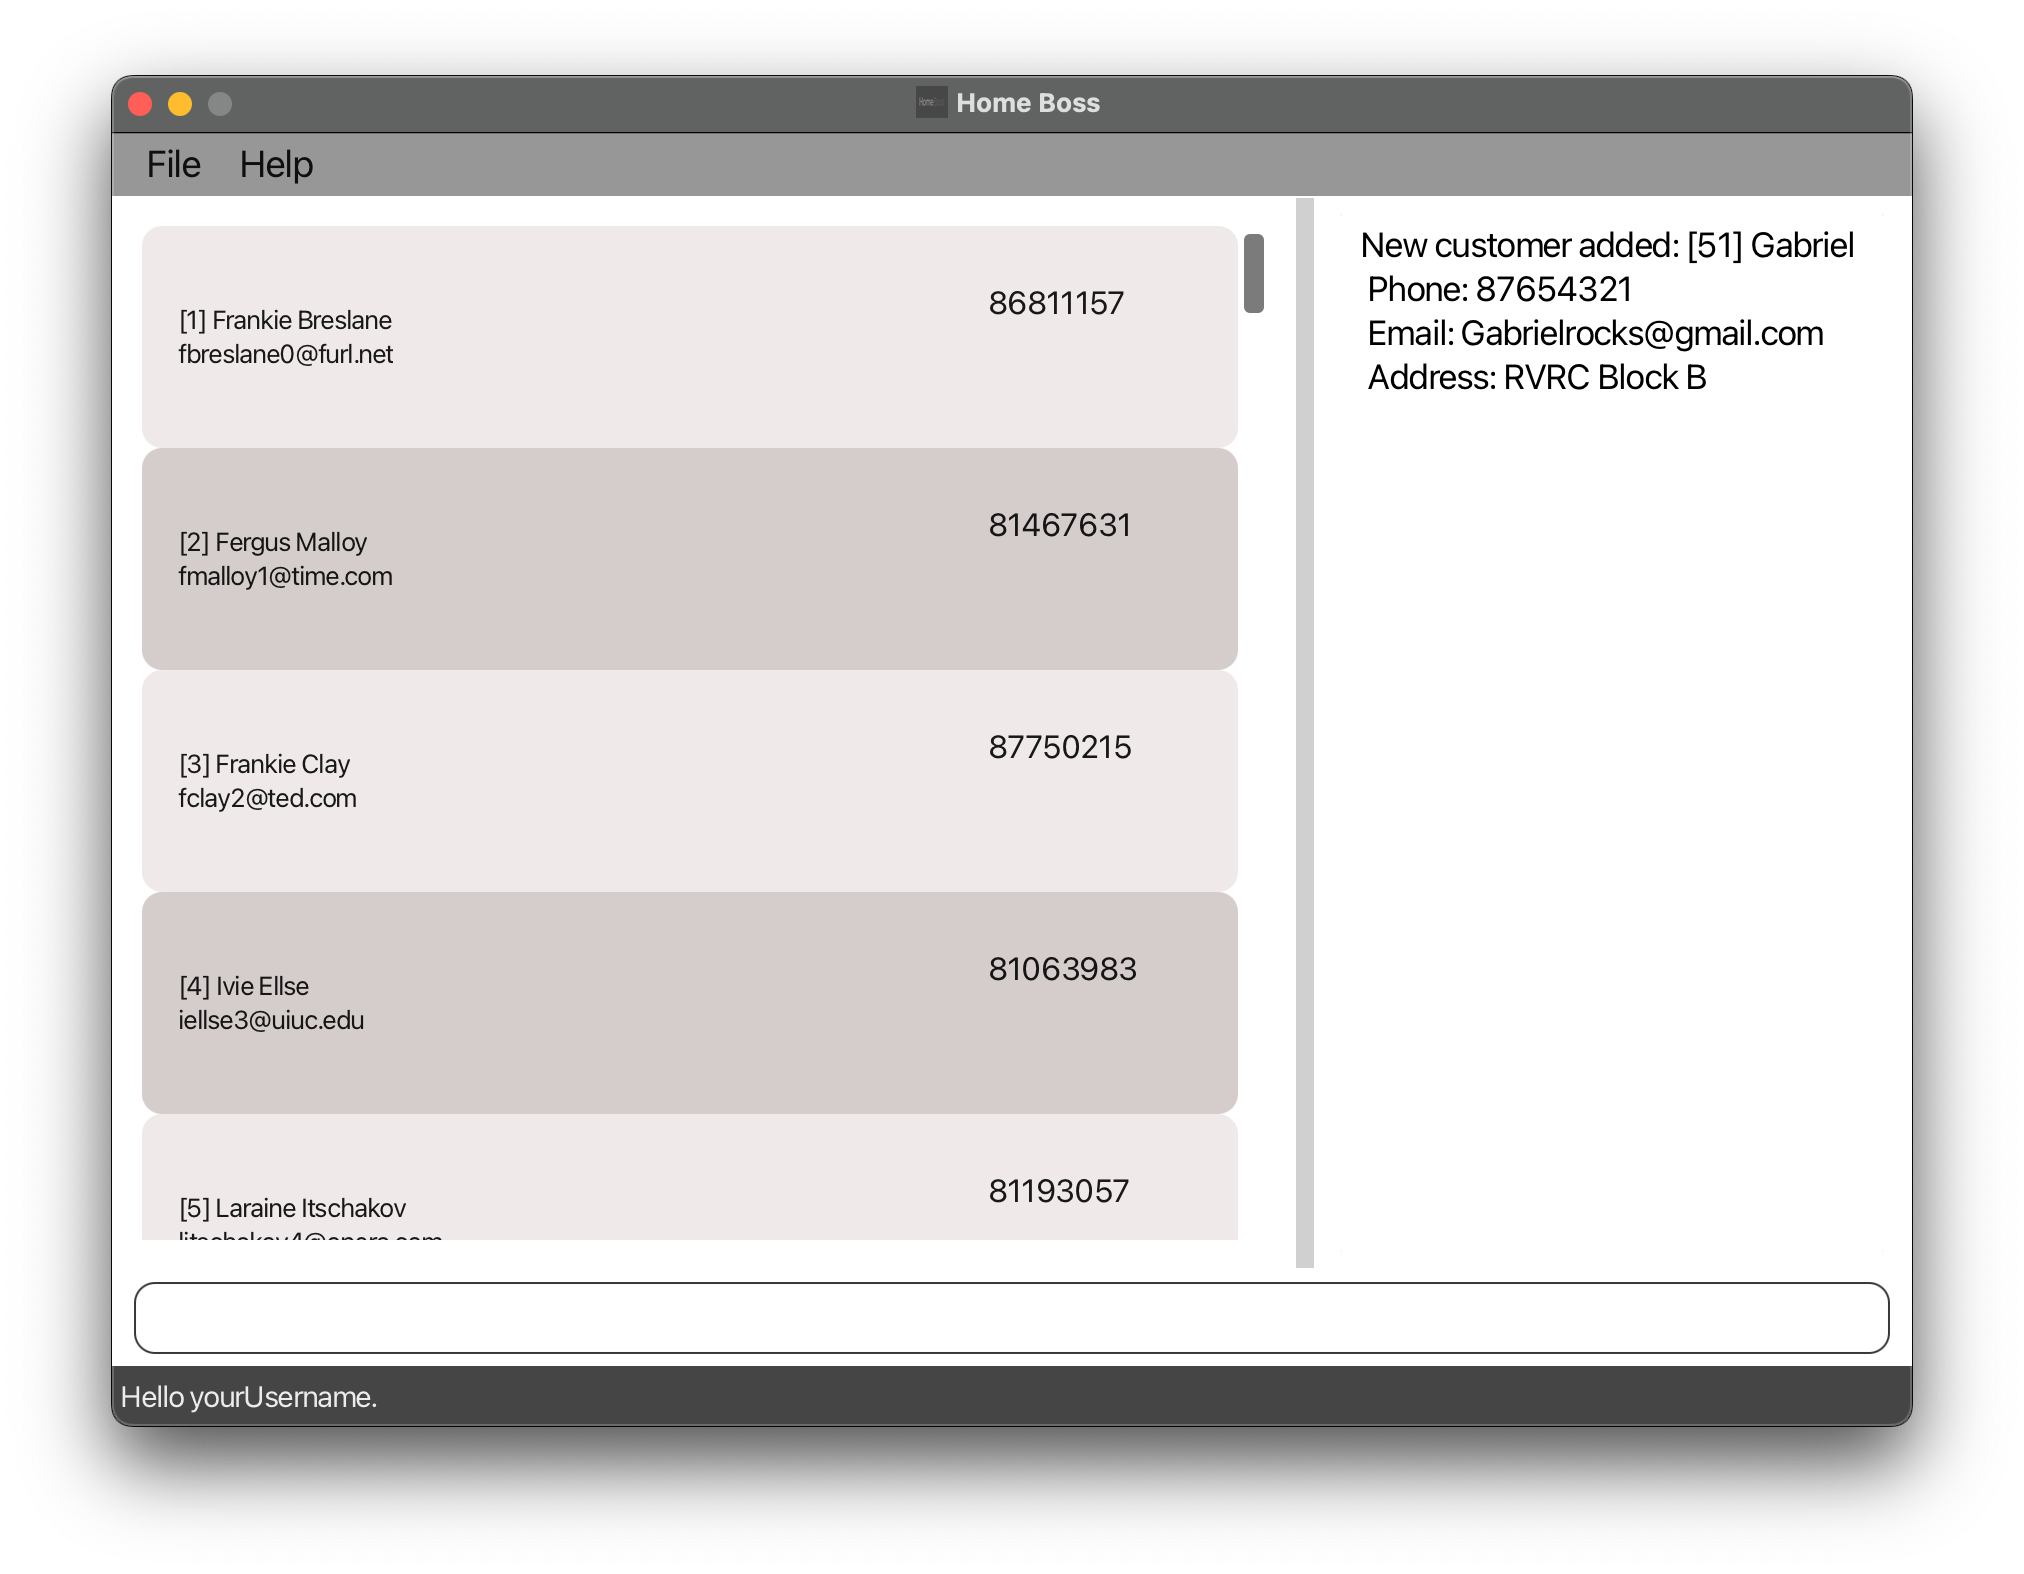 Home Boss
File Help
[1] Frankie Breslane
fbreslane0@furl.net
86811157
[2] Fergus Malloy
fmalloy1@time.com
81467631
[3] Frankie Clay
fclay2@ted.com
87750215
[4] Ivie Ellse
iellse3@uiuc.edu
81063983
[5] Laraine Itschakov
81193057
New customer added: [51] Gabriel
Phone: 87654321
Email: Gabrielrocks@gmail.com
Address: RVRC Block B
Hello yourUsername.